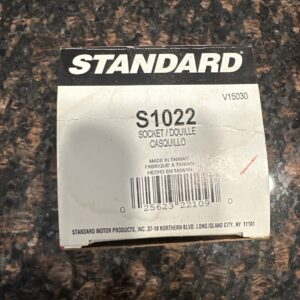 STANDARD
V15030
S1022
SOCKET / DOUILLE
CASQUILLO
MADE IN TAIWAN
FABRIQUÉ A TAIWAN
HECHO EN TAIWAN
0 25623 22109 0
STANDARD MOTOR PRODUCTS, INC. 37-18 NORTHERN BLVD. LONG ISLAND CITY, NY 11101